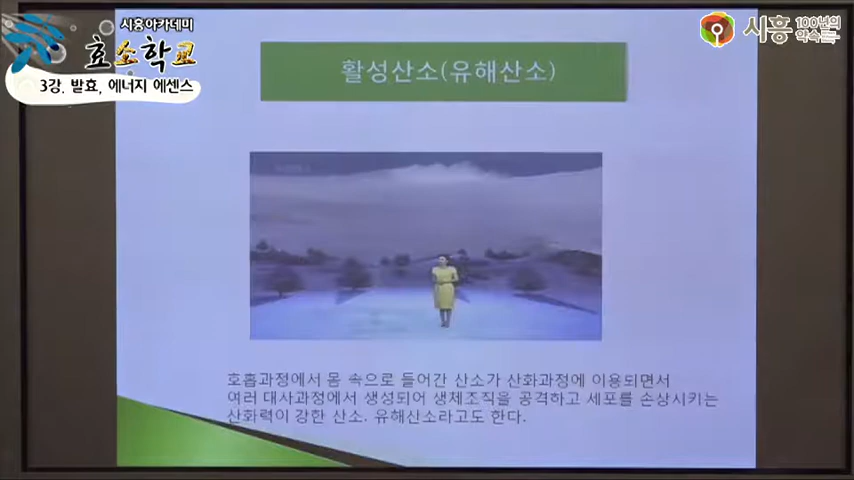 시흥아카데미
효소학교
3강. 발효, 에너지 에센스
시흥 100년의
약속
활성산소(유해산소)
호흡과정에서 몸 속으로 들어간 산소가 산화과정에 이용되면서
여러 대사과정에서 생성되어 생체조직을 공격하고 세포를 손상시키는
산화력이 강한 산소. 유해산소라고도 한다.